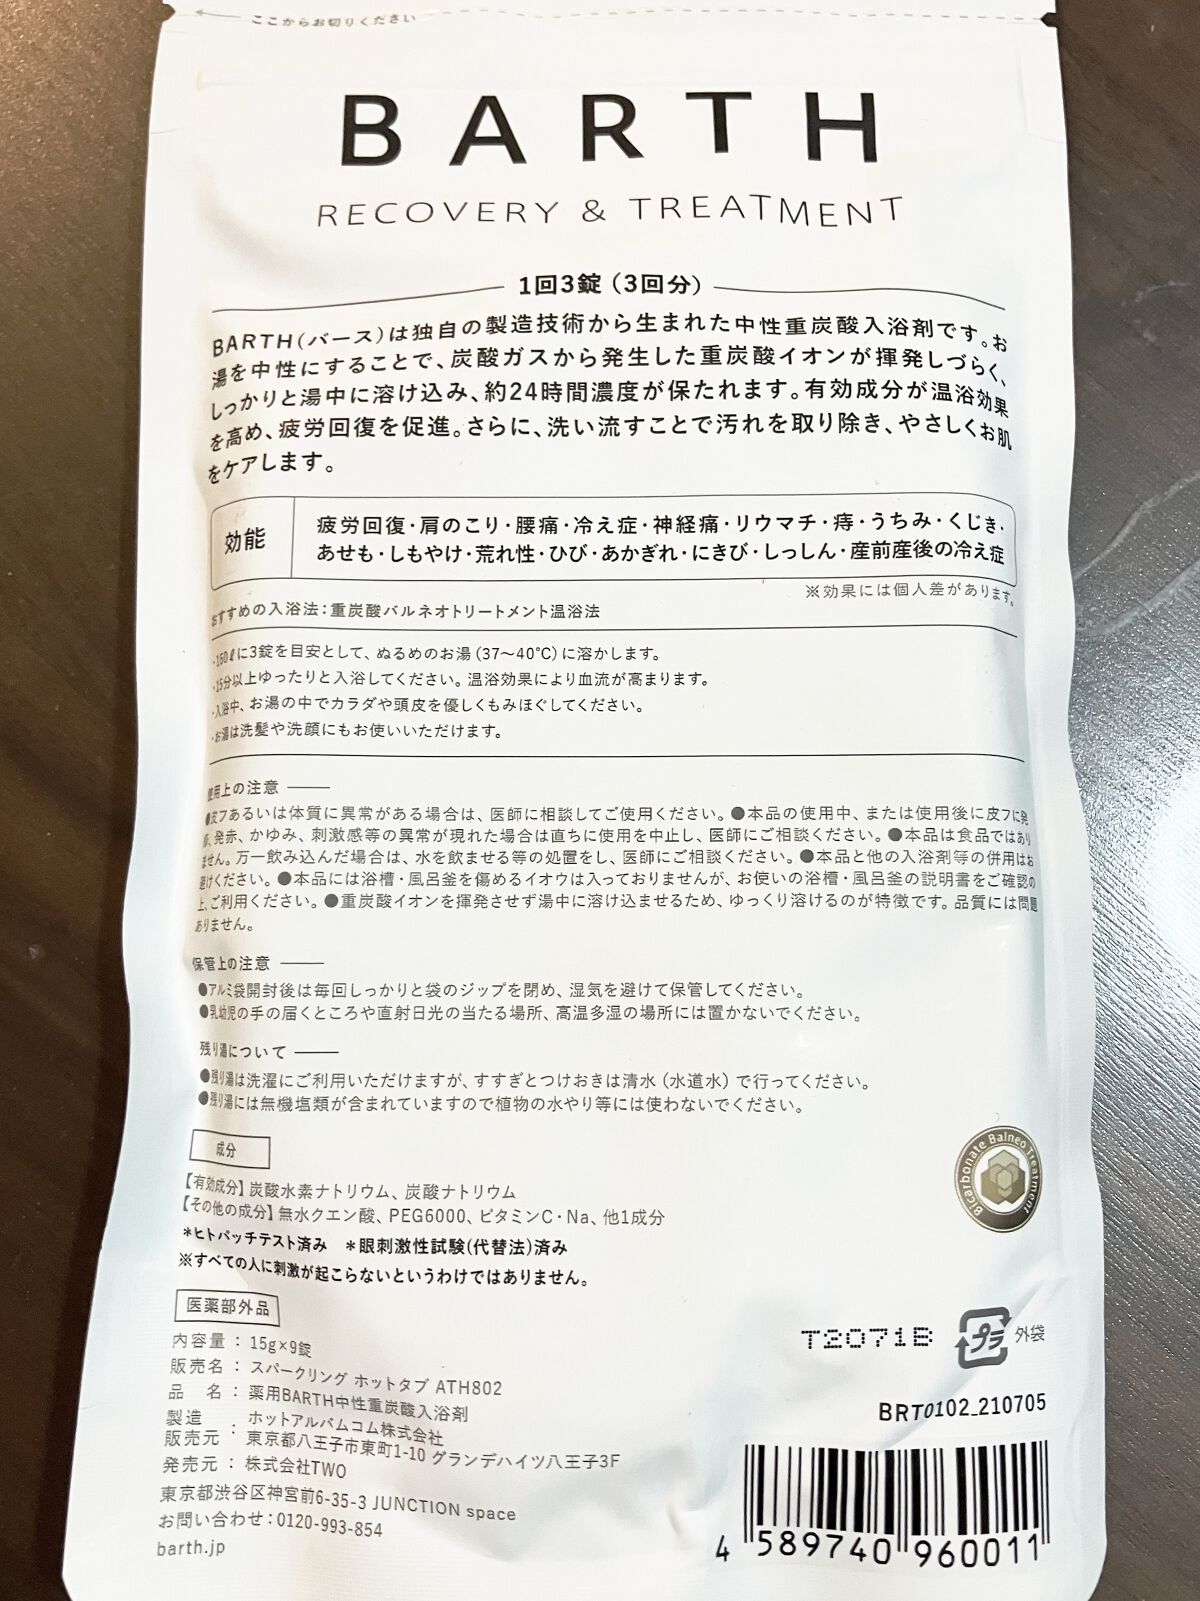 ここからお切りください
BARTH
RECOVERY & TREATMENT
1回3錠（3回分）
BARTH（バース）は独自の製造技術から生まれた中性重炭酸入浴剤です。お
湯を中性にすることで、炭酸ガスから発生した重炭酸イオンが揮発しづらく、
しっかりと湯中に溶け込み、約24時間濃度が保たれます。有効成分が温浴効果
を高め、疲労回復を促進。さらに、洗い流すことで汚れを取り除き、やさしくお肌
をケアします。
効能
疲労回復・肩のこり・腰痛・冷え症・神経痛・リウマチ・痔・うちみ・くじき・
あせも・しもやけ・荒れ性・ひび・あかぎれ・にきび・しっしん・産前産後の冷え症
※効果には個人差があります。
おすすめの入浴法：重炭酸バルネオトリートメント温浴法
・160ℓに3錠を目安として、ぬるめのお湯（37〜40℃）に溶かします。
・15分以上ゆったりと入浴してください。温浴効果により血流が高まります。
・入浴中、お湯の中でカラダや頭皮を優しくもみほぐしてください。
・お湯は洗髪や洗顔にもお使いいただけます。
使用上の注意
●皮フあるいは体質に異常がある場合は、医師に相談してご使用ください。●本品の使用中、または使用後に皮フに発
疹、発赤、かゆみ、刺激感等の異常が現れた場合は直ちに使用を中止し、医師にご相談ください。●本品は食品ではあり
ません。万一飲み込んだ場合は、水を飲ませる等の処置をし、医師にご相談ください。●本品と他の入浴剤等の併用はお
避けください。●本品には浴槽・風呂釜を傷めるイオウは入っておりませんが、お使いの浴槽・風呂釜の説明書をご確認の
上、ご利用ください。●重炭酸イオンを揮発させず湯中に溶け込ませるため、ゆっくり溶けるのが特徴です。品質には問題
ありません。
保管上の注意
●アルミ袋開封後は毎回しっかりと袋のジップを閉め、湿気を避けて保管してください。
●乳幼児の手の届くところや直射日光の当たる場所、高温多湿の場所には置かないでください。
残り湯について
●残り湯は洗濯にご利用いただけますが、すすぎとつけおきは清水（水道水）で行ってください。
●残り湯には無機塩類が含まれていますので植物の水やり等には使わないでください。
成分
【有効成分】炭酸水素ナトリウム、炭酸ナトリウム
【その他の成分】無水クエン酸、PEG6000、ビタミンC・Na、他1成分
＊ヒトパッチテスト済み ＊眼刺激性試験(代替法)済み
※すべての人に刺激が起こらないというわけではありません。
Bicarbonate Balneo Treatment
医薬部外品
内容量：15g×9錠
販売名：スパークリング ホットタブ ATH802
品 名：薬用BARTH中性重炭酸入浴剤
製造販売元：ホットアルバムコム株式会社
東京都八王子市東町1-10 グランデハイツ八王子3F
発売元：株式会社TWO
東京都渋谷区神宮前6-35-3 JUNCTION space
お問い合わせ：0120-993-854
barth.jp
T2071B
プラ 外袋
BRT0102_210705
4 589740 960011